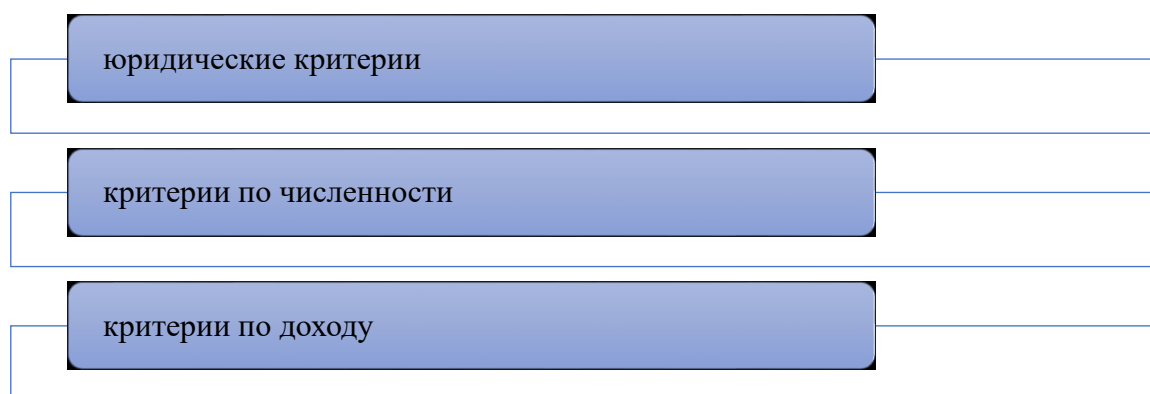 юридические критерии
критерии по численности
критерии по доходу